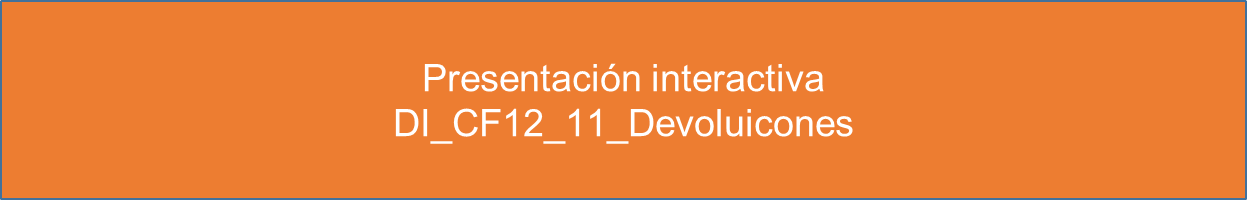 Presentación interactiva
DI_CF12_11_Devoluicones